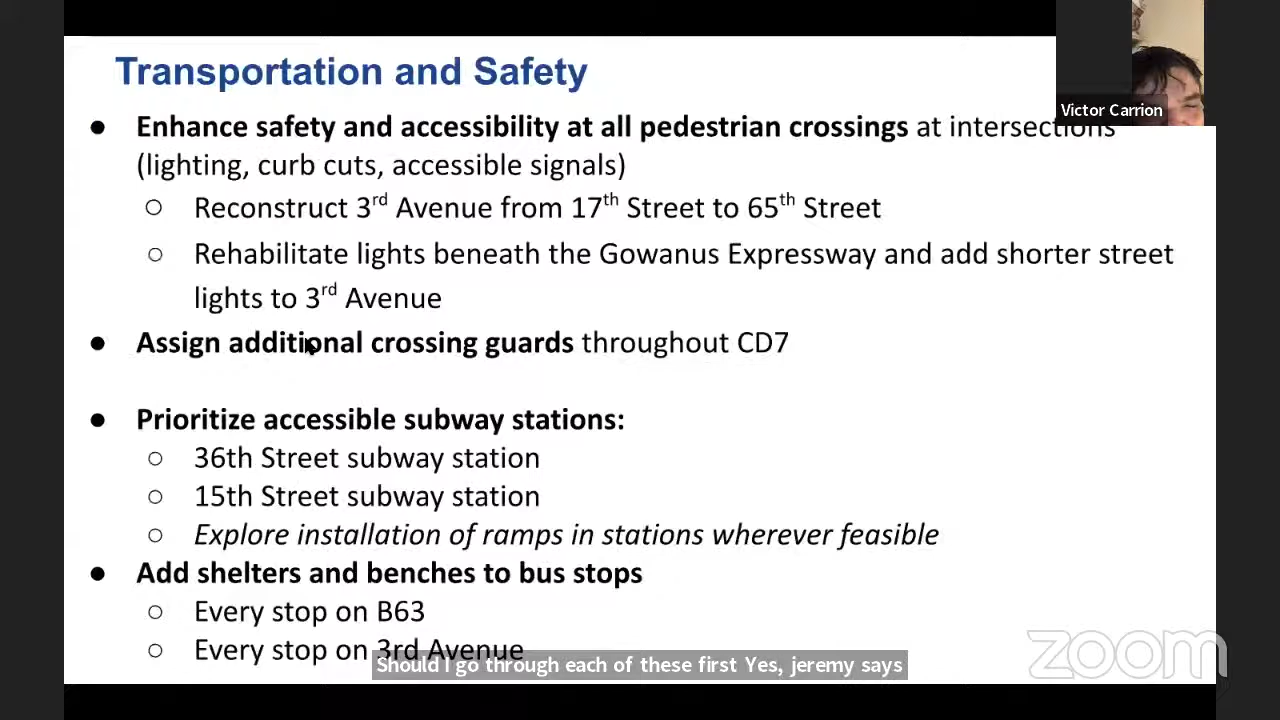 Transportation and Safety
Victor Carrion
● Enhance safety and accessibility at all pedestrian crossings at intersections
(lighting, curb cuts, accessible signals)
○ Reconstruct 3rd Avenue from 17th Street to 65th Street
○ Rehabilitate lights beneath the Gowanus Expressway and add shorter street
lights to 3rd Avenue
● Assign additional crossing guards throughout CD7
● Prioritize accessible subway stations:
○ 36th Street subway station
○ 15th Street subway station
○ Explore installation of ramps in stations wherever feasible
● Add shelters and benches to bus stops
○ Every stop on B63
○ Every stop on 3rd Avenue
Should I go through each of these first Yes, jeremy says
zoom